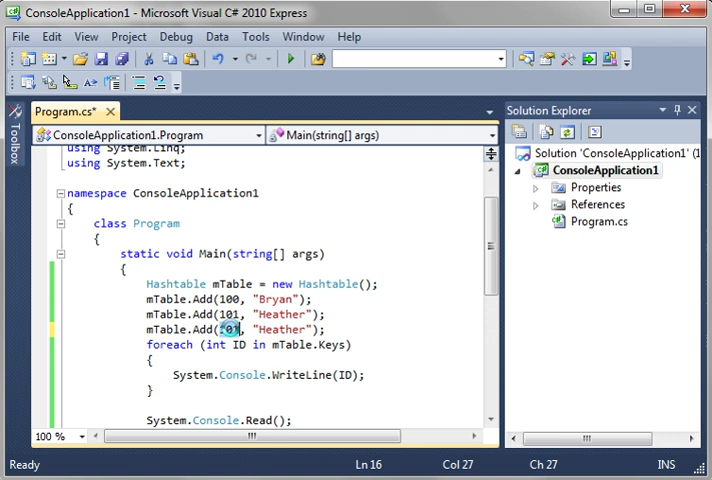 ConsoleApplication1 - Microsoft Visual C# 2010 Express
File Edit View Project Debug Data Tools Window Help
Program.cs*
ConsoleApplication1.Program
Main(string[] args)
Toolbox
using System.Linq;
using System.Text;
namespace ConsoleApplication1
{
class Program
{
static void Main(string[] args)
{
Hashtable mTable = new Hashtable();
mTable.Add(100, "Bryan");
mTable.Add(101, "Heather");
mTable.Add(101, "Heather");
foreach (int ID in mTable.Keys)
{
System.Console.WriteLine(ID);
}
System.Console.Read();
100 %
Solution Explorer
Solution 'ConsoleApplication1' (1
ConsoleApplication1
Properties
References
Program.cs
Ready
Ln 16
Col 27
Ch 27
INS